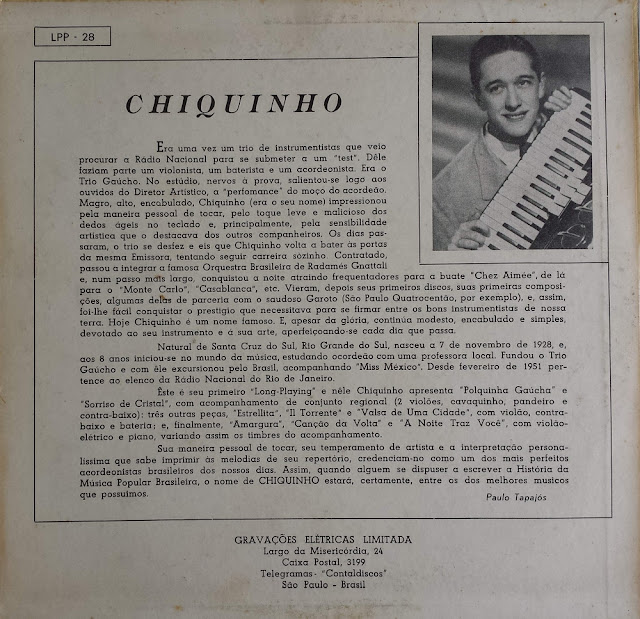 LPP - 28
CHIQUINHO
Era uma vez um trio de instrumentistas que veio
procurar a Rádio Nacional para se submeter a um "test". Dêle
faziam parte um violonista, um baterista e um acordeonista. Era o
Trio Gaúcho. No estúdio, nervos à prova, salientou-se logo aos
ouvidos do Diretor Artístico, a "perfomance" do moço do acordeão.
Magro, alto, encabulado, Chiquinho (era o seu nome) impressionou
pela maneira pessoal de tocar, pelo toque leve e malicioso dos
dedos ágeis no teclado e, principalmente, pela sensibilidade
artística que o destacava dos outros companheiros. Os dias pas-
saram, o trio se desfez e eis que Chiquinho volta a bater às portas
da mesma Emissora, tentando seguir carreira sòzinho. Contratado,
passou a integrar a famosa Orquestra Brasileira de Radamés Gnattali
e, num passo mais largo, conquistou a noite atraindo frequentadores para a buate "Chez Aimée", de lá
para o "Monte Carlo", "Casablanca", etc. Vieram, depois seus primeiros discos, suas primeiras composi-
ções, algumas delas de parceria com o saudoso Garoto (São Paulo Quatrocentão, por exemplo), e, assim,
foi-lhe fácil conquistar o prestígio que necessitava para se firmar entre os bons instrumentistas de nossa
terra. Hoje Chiquinho é um nome famoso. E, apesar da glória, continúa modesto, encabulado e simples,
devotado ao seu instrumento e à sua arte, aperfeiçoando-se cada dia que passa.
Natural de Santa Cruz do Sul, Rio Grande do Sul, nasceu a 7 de novembro de 1928, e,
aos 8 anos iniciou-se no mundo da música, estudando acordeão com uma professora local. Fundou o Trio
Gaúcho e com êle excursionou pelo Brasil, acompanhando "Miss México". Desde fevereiro de 1951 per-
tence ao elenco da Rádio Nacional do Rio de Janeiro.
Êste é seu primeiro "Long-Playing" e nêle Chiquinho apresenta "Polquinha Gaúcha" e
"Sorriso de Cristal", com acompanhamento de conjunto regional (2 violões, cavaquinho, pandeiro e
contra-baixo); três outras peças, "Estrellita", "Il Torrente" e "Valsa de Uma Cidade", com violão, contra-
baixo e bateria; e, finalmente, "Amargura", "Canção da Volta" e "A Noite Traz Você", com violão-
elétrico e piano, variando assim os timbres do acompanhamento.
Sua maneira pessoal de tocar, seu temperamento de artista e a interpretação persona-
líssima que sabe imprimir às melodias de seu repertório, credenciam-no como um dos mais perfeitos
acordeonistas brasileiros dos nossos dias. Assim, quando alguem se dispuser a escrever a História da
Música Popular Brasileira, o nome de CHIQUINHO estará, certamente, entre os dos melhores musicos
que possuímos.
Paulo Tapajós
GRAVAÇÕES ELÉTRICAS LIMITADA
Largo da Misericórdia, 24
Caixa Postal, 3199
Telegramas - "Contaldiscos"
São Paulo - Brasil